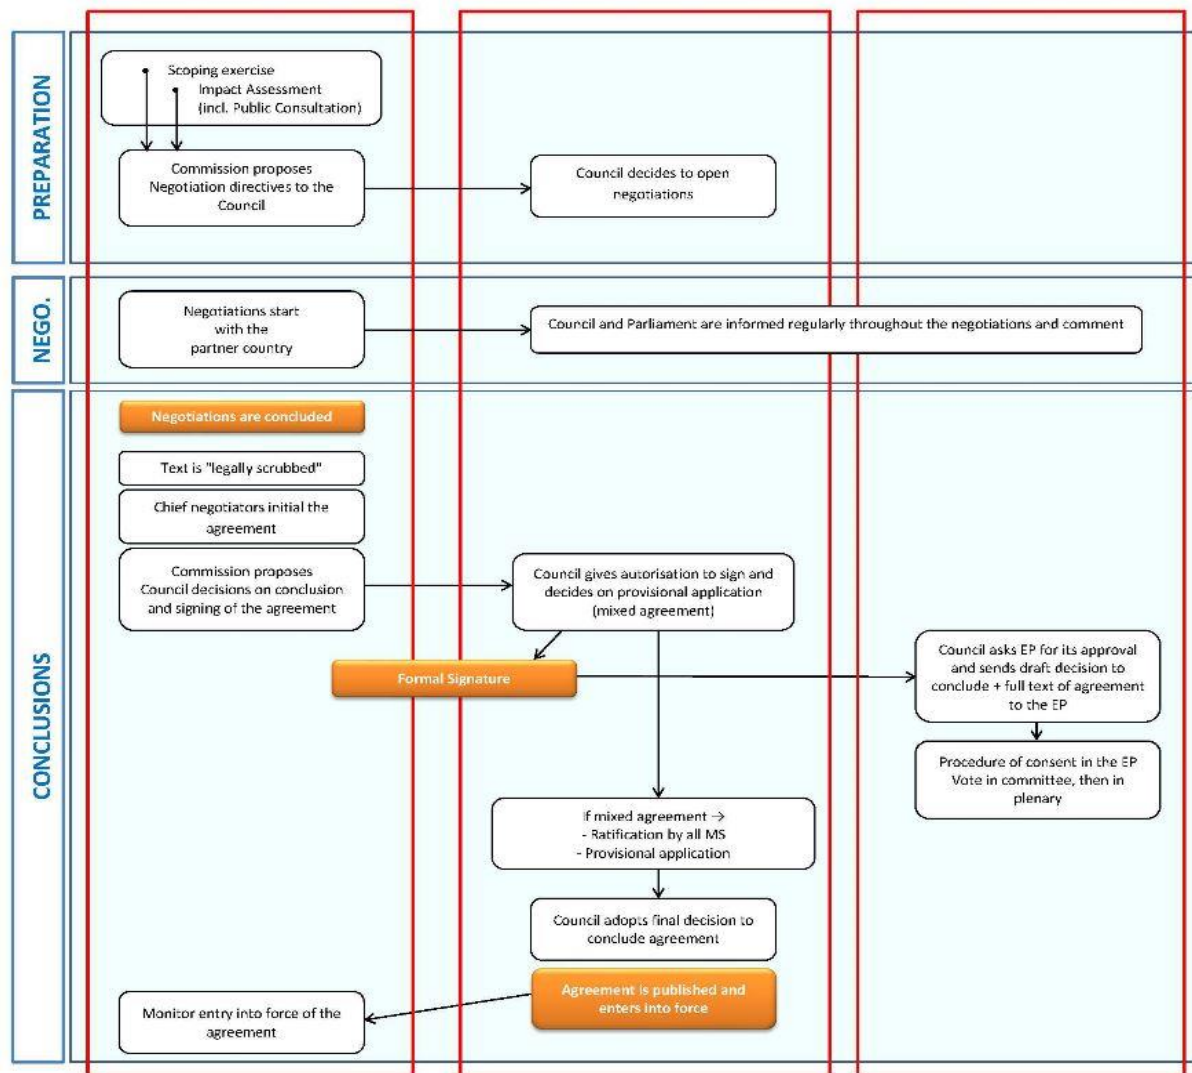 PREPARATION
Scoping exercise
Impact Assessment
(incl. Public Consultation)
Commission proposes
Negotiation directives to the
Council
Council decides to open
negotiations
NEGO.
Negotiations start
with the
partner country
Council and Parliament are informed regularly throughout the negotiations and comment
CONCLUSIONS
Negotiations are concluded
Text is "legally scrubbed"
Chief negotiators initial the
agreement
Commission proposes
Council decisions on conclusion
and signing of the agreement
Council gives autorisation to sign and
decides on provisional application
(mixed agreement)
Formal Signature
Council asks EP for its approval
and sends draft decision to
conclude + full text of agreement
to the EP
Procedure of consent in the EP
Vote in committee, then in
plenary
If mixed agreement →
- Ratification by all MS
- Provisional application
Council adopts final decision to
conclude agreement
Agreement is published and
enters into force
Monitor entry into force of the
agreement